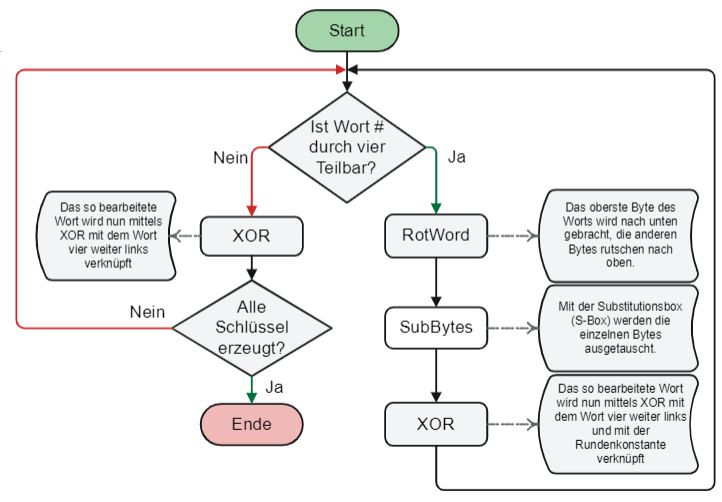 Start
Ist Wort #
durch vier
Teilbar?
Nein
Ja
Das so bearbeitete
Wort wird nun mittels
XOR mit dem Wort
vier weiter links
verknüpft
XOR
RotWord
Das oberste Byte des
Worts wird nach unten
gebracht, die anderen
Bytes rutschen nach
oben.
Nein
Alle
Schlüssel
erzeugt?
SubBytes
Mit der Substitutionsbox
(S-Box) werden die
einzelnen Bytes
ausgetauscht.
Ja
Ende
XOR
Das so bearbeitete Wort
wird nun mittels XOR mit
dem Wort vier weiter links
und mit der
Rundenkonstante
verknüpft